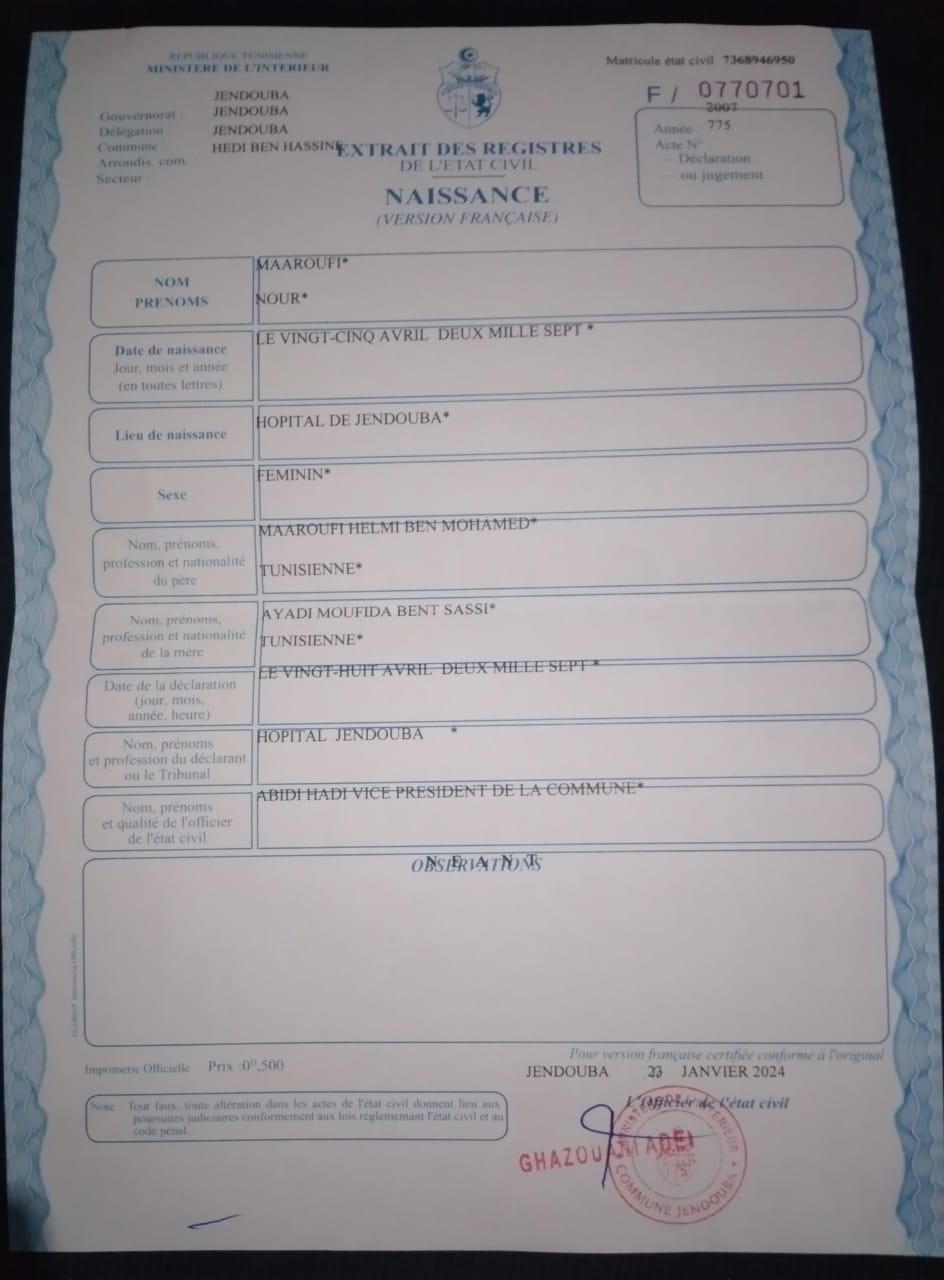 REPUBLIQUE TUNISIENNE
MINISTERE DE L'INTERIEUR
Matricule état civil 7368946950
F / 0770701
Gouvernorat : JENDOUBA
Délégation : JENDOUBA
Commune JENDOUBA
Arrondis. com. : HEDI BEN HASSINE
Secteur :
EXTRAIT DES REGISTRES
DE L'ETAT CIVIL
NAISSANCE
(VERSION FRANÇAISE)
2007
Année : 775
Acte N°
— Déclaration :
— ou jugement :
NOM
PRENOMS
MAAROUFI*
NOUR*
Date de naissance
Jour, mois et année
(en toutes lettres)
LE VINGT-CINQ AVRIL DEUX MILLE SEPT *
Lieu de naissance
HOPITAL DE JENDOUBA*
Sexe
FEMININ*
Nom, prénoms,
profession et nationalité
du père
MAAROUFI HELMI BEN MOHAMED*
TUNISIENNE*
Nom, prénoms,
profession et nationalité
de la mère
AYADI MOUFIDA BENT SASSI*
TUNISIENNE*
Date de la déclaration
(jour, mois,
année, heure)
LE VINGT-HUIT AVRIL DEUX MILLE SEPT *
Nom, prénoms
et profession du déclarant
ou le Tribunal
HOPITAL JENDOUBA *
Nom, prénoms
et qualité de l'officier
de l'état civil
ABIDI HADI VICE PRESIDENT DE LA COMMUNE*
OBSERVATIONS
N E A N T
Imprimerie Officielle Prix :0ᴰ,500
Pour version française certifiée conforme à l'original
JENDOUBA 23 JANVIER 2024
L'Officier de l'état civil
Note : Tout faux, toute altération dans les actes de l'état civil donnent lieu aux
poursuites judiciaires conformement aux lois réglementant l'état civil et au
code pénal.
GHAZOUANI ADEl
MINISTERE DE L'INTERIEUR
COMMUNE JENDOUBA